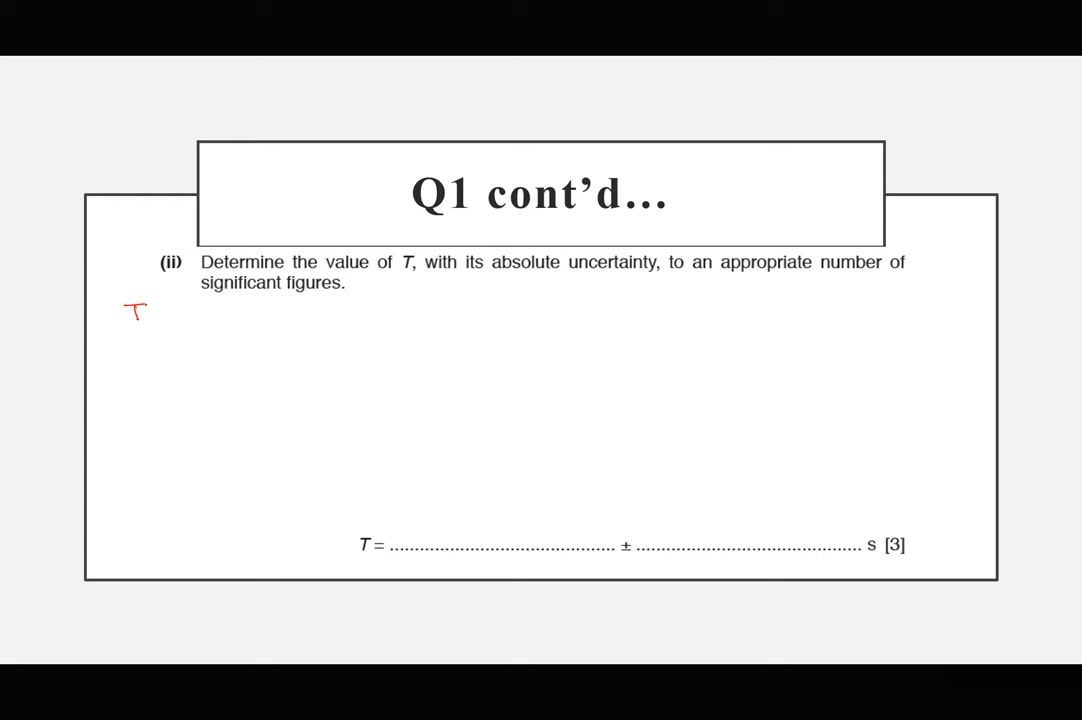 Q1 cont’d…
(ii) Determine the value of T, with its absolute uncertainty, to an appropriate number of
significant figures.
T
T = ............................................. ± ............................................. s [3]